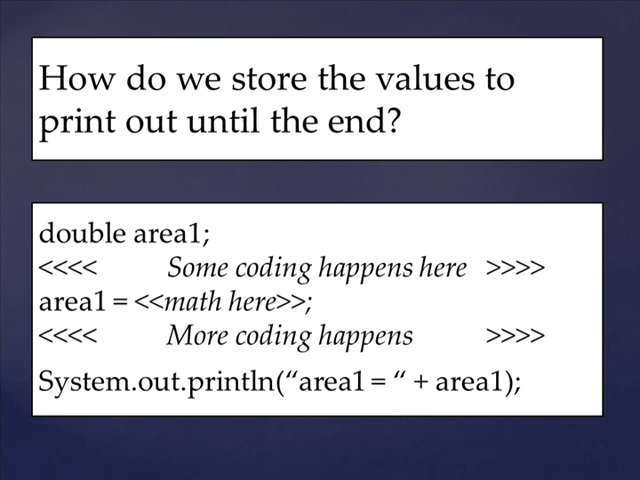 How do we store the values to
print out until the end?
double area1;
<<<< Some coding happens here >>>>
area1 = <<math here>>;
<<<< More coding happens >>>>
System.out.println(“area1 = “ + area1);